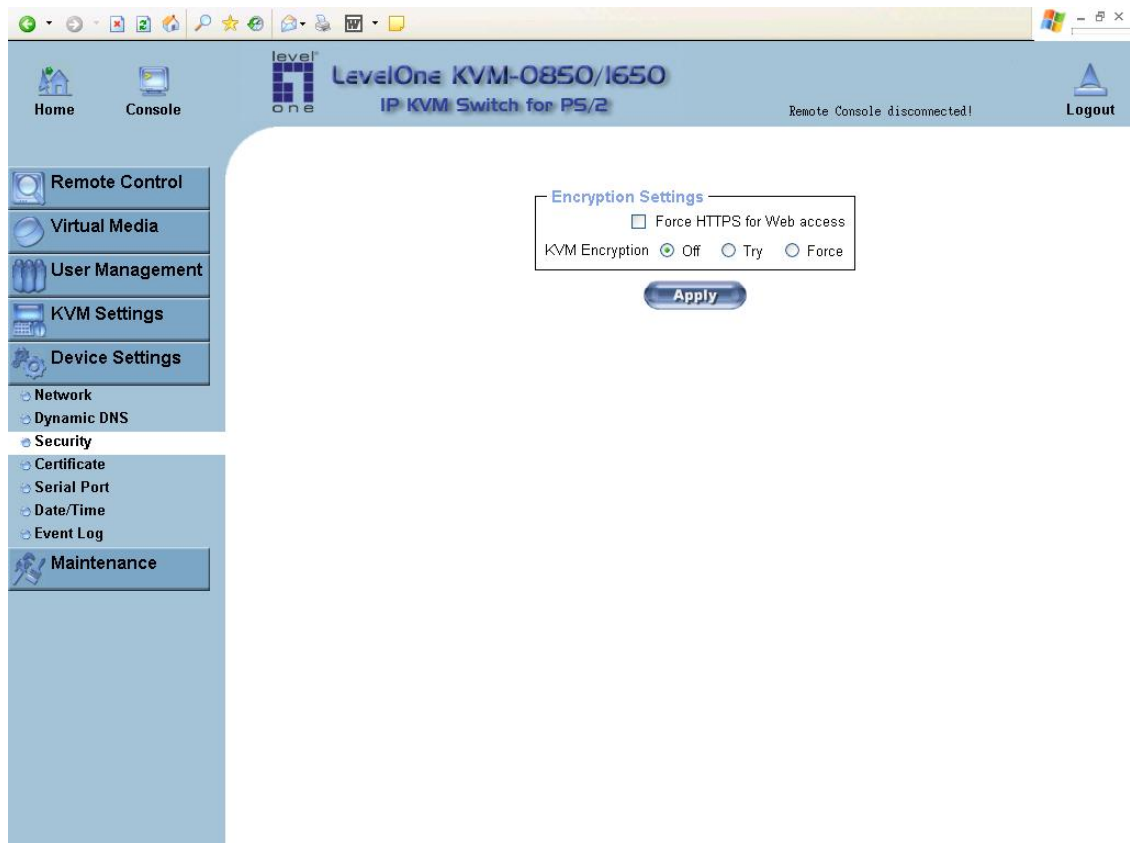 level
one
LevelOne KVM-0850/1650
IP KVM Switch for PS/2
Home
Console
Remote Console disconnected!
Logout
Remote Control
Virtual Media
User Management
KVM Settings
Device Settings
Network
Dynamic DNS
Security
Certificate
Serial Port
Date/Time
Event Log
Maintenance
Encryption Settings
Force HTTPS for Web access
KVM Encryption Off Try Force
Apply